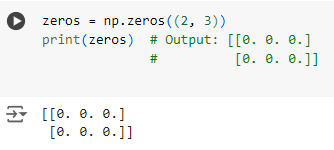 zeros = np.zeros((2, 3))
print(zeros)  # Output: [[0. 0. 0.]
              #          [0. 0. 0.]]
[[0. 0. 0.]
 [0. 0. 0.]]